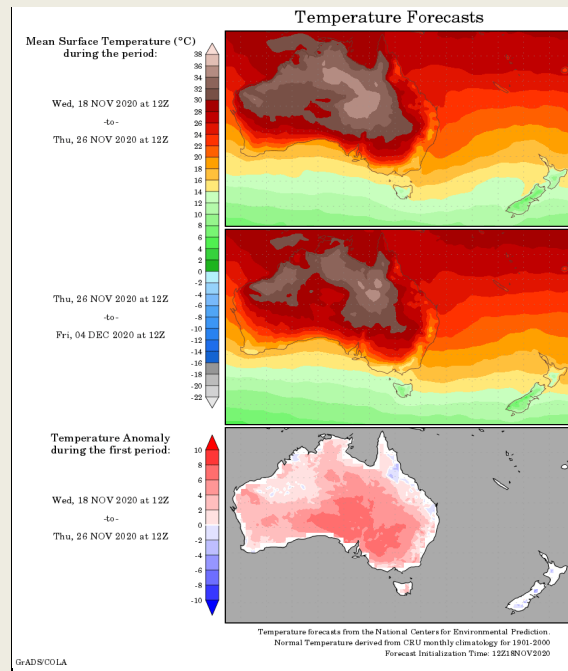 Temperature Forecasts
Mean Surface Temperature (°C)
during the period:
Wed, 18 NOV 2020 at 12Z
-to-
Thu, 26 NOV 2020 at 12Z
38
36
34
32
30
28
26
24
22
20
18
16
14
12
10
8
6
4
2
0
-2
-4
-6
-8
-10
-12
-14
-16
-18
-20
-22
Thu, 26 NOV 2020 at 12Z
-to-
Fri, 04 DEC 2020 at 12Z
Temperature Anomaly
during the first period:
Wed, 18 NOV 2020 at 12Z
-to-
Thu, 26 NOV 2020 at 12Z
10
8
6
4
2
0
-2
-4
-6
-8
-10
Temperature forecasts from the National Centers for Environmental Prediction.
Normal Temperature derived from CRU monthly climatology for 1901-2000
Forecast Initialization Time: 12Z18NOV2020
GrADS/COLA